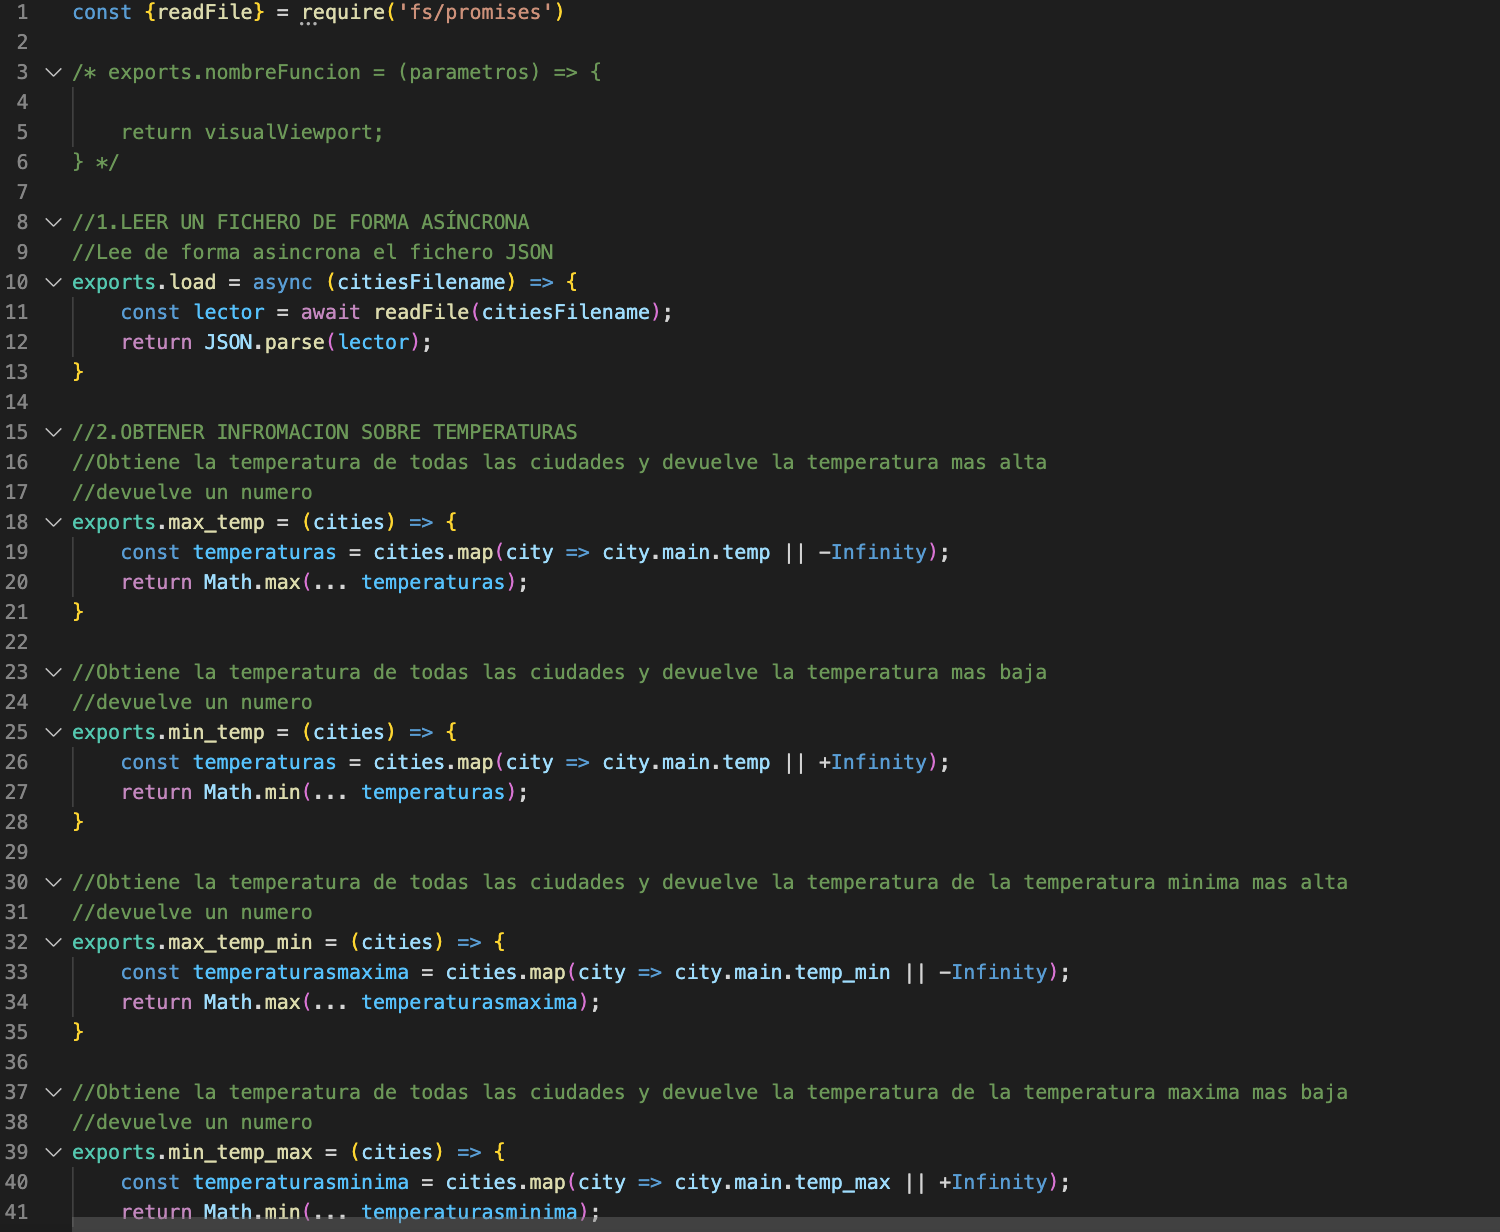 1 const {readFile} = require('fs/promises')
2
3 /* exports.nombreFuncion = (parametros) => {
4
5 return visualViewport;
6 } */
7
8 //1.LEER UN FICHERO DE FORMA ASÍNCRONA
9 //Lee de forma asincrona el fichero JSON
10 exports.load = async (citiesFilename) => {
11 const lector = await readFile(citiesFilename);
12 return JSON.parse(lector);
13 }
14
15 //2.OBTENER INFROMACION SOBRE TEMPERATURAS
16 //Obtiene la temperatura de todas las ciudades y devuelve la temperatura mas alta
17 //devuelve un numero
18 exports.max_temp = (cities) => {
19 const temperaturas = cities.map(city => city.main.temp || -Infinity);
20 return Math.max(... temperaturas);
21 }
22
23 //Obtiene la temperatura de todas las ciudades y devuelve la temperatura mas baja
24 //devuelve un numero
25 exports.min_temp = (cities) => {
26 const temperaturas = cities.map(city => city.main.temp || +Infinity);
27 return Math.min(... temperaturas);
28 }
29
30 //Obtiene la temperatura de todas las ciudades y devuelve la temperatura de la temperatura minima mas alta
31 //devuelve un numero
32 exports.max_temp_min = (cities) => {
33 const temperaturasmaxima = cities.map(city => city.main.temp_min || -Infinity);
34 return Math.max(... temperaturasmaxima);
35 }
36
37 //Obtiene la temperatura de todas las ciudades y devuelve la temperatura de la temperatura maxima mas baja
38 //devuelve un numero
39 exports.min_temp_max = (cities) => {
40 const temperaturasminima = cities.map(city => city.main.temp_max || +Infinity);
41 return Math.min(... temperaturasminima);